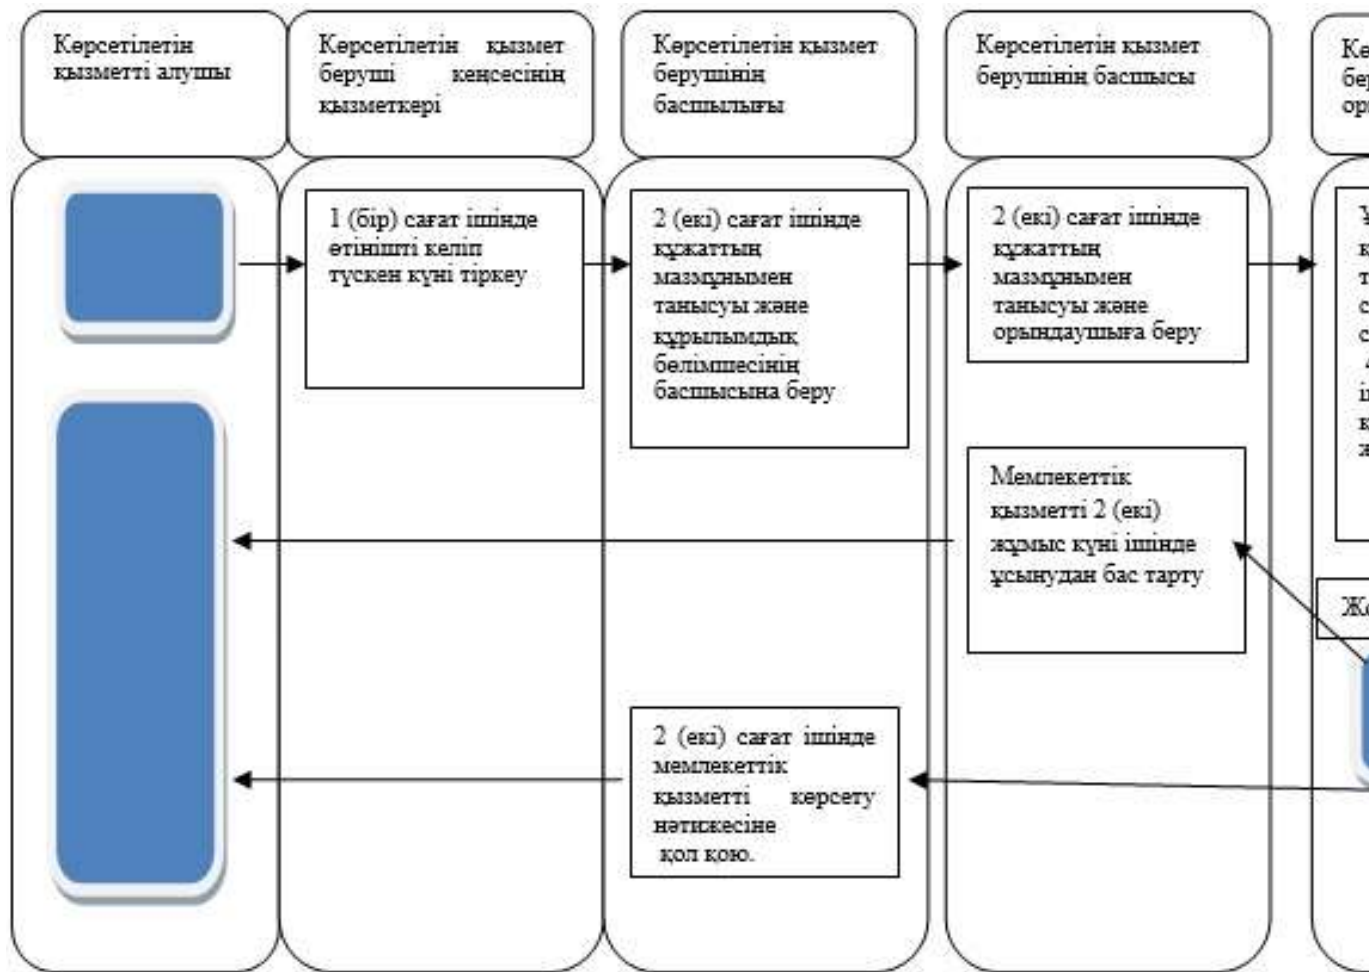 Көрсетілетін
қызметті алушы
Көрсетілетін қызмет
беруші кеңсесінің
қызметкері
Көрсетілетін қызмет
берушінің
басшылығы
Көрсетілетін қызмет
берушінің басшысы
1 (бір) сағат ішінде
өтінішті келіп
түскен күні тіркеу
2 (екі) сағат ішінде
құжаттың
мазмұнымен
танысуы және
құрылымдық
бөлімшесінің
басшысына беру
2 (екі) сағат ішінде
құжаттың
мазмұнымен
танысуы және
орындаушыға беру
Мемлекеттік
қызметті 2 (екі)
жұмыс күні ішінде
ұсынудан бас тарту
2 (екі) сағат ішінде
мемлекеттік
қызметті көрсету
нәтижесіне
қол қою.